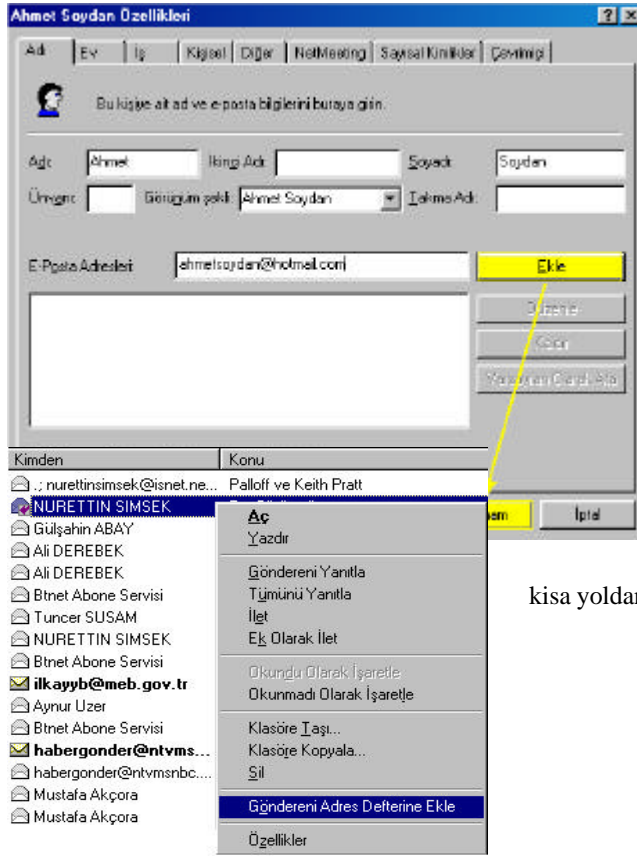 Ahmet Soydan Özellikleri
Adı Ev İş Kişisel Diğer NetMeeting Sayısal Kimlikler Çevrimiçi
Bu kişiye ait ad ve e-posta bilgilerini buraya girin.
Adı: Ahmet İkinci Adı: Soyadı: Soydan
Ünvanı: Görünüm şekli: Ahmet Soydan Takma Adı:
E-Posta Adresleri: ahmetsoydan@hotmail.com Ekle
Düzenle
Kaldır
Varsayılan Olarak Ata
İptal
Kimden Konu
.; nurettinsimsek@isnet.ne... Palloff ve Keith Pratt
NURETTIN SIMSEK
Gülşahin ABAY
Ali DEREBEK
Ali DEREBEK
Btnet Abone Servisi
Tuncer SUSAM
NURETTIN SIMSEK
Btnet Abone Servisi
ilkayyb@meb.gov.tr
Aynur Uzer
Btnet Abone Servisi
habergonder@ntvms...
habergonder@ntvmsnbc....
Mustafa Akçora
Mustafa Akçora
Aç
Yazdır
Göndereni Yanıtla
Tümünü Yanıtla
İlet
Ek Olarak İlet
Okundu Olarak İşaretle
Okunmadı Olarak İşaretle
Klasöre Taşı...
Klasöre Kopyala...
Sil
Göndereni Adres Defterine Ekle
Özellikler
kisa yoldan